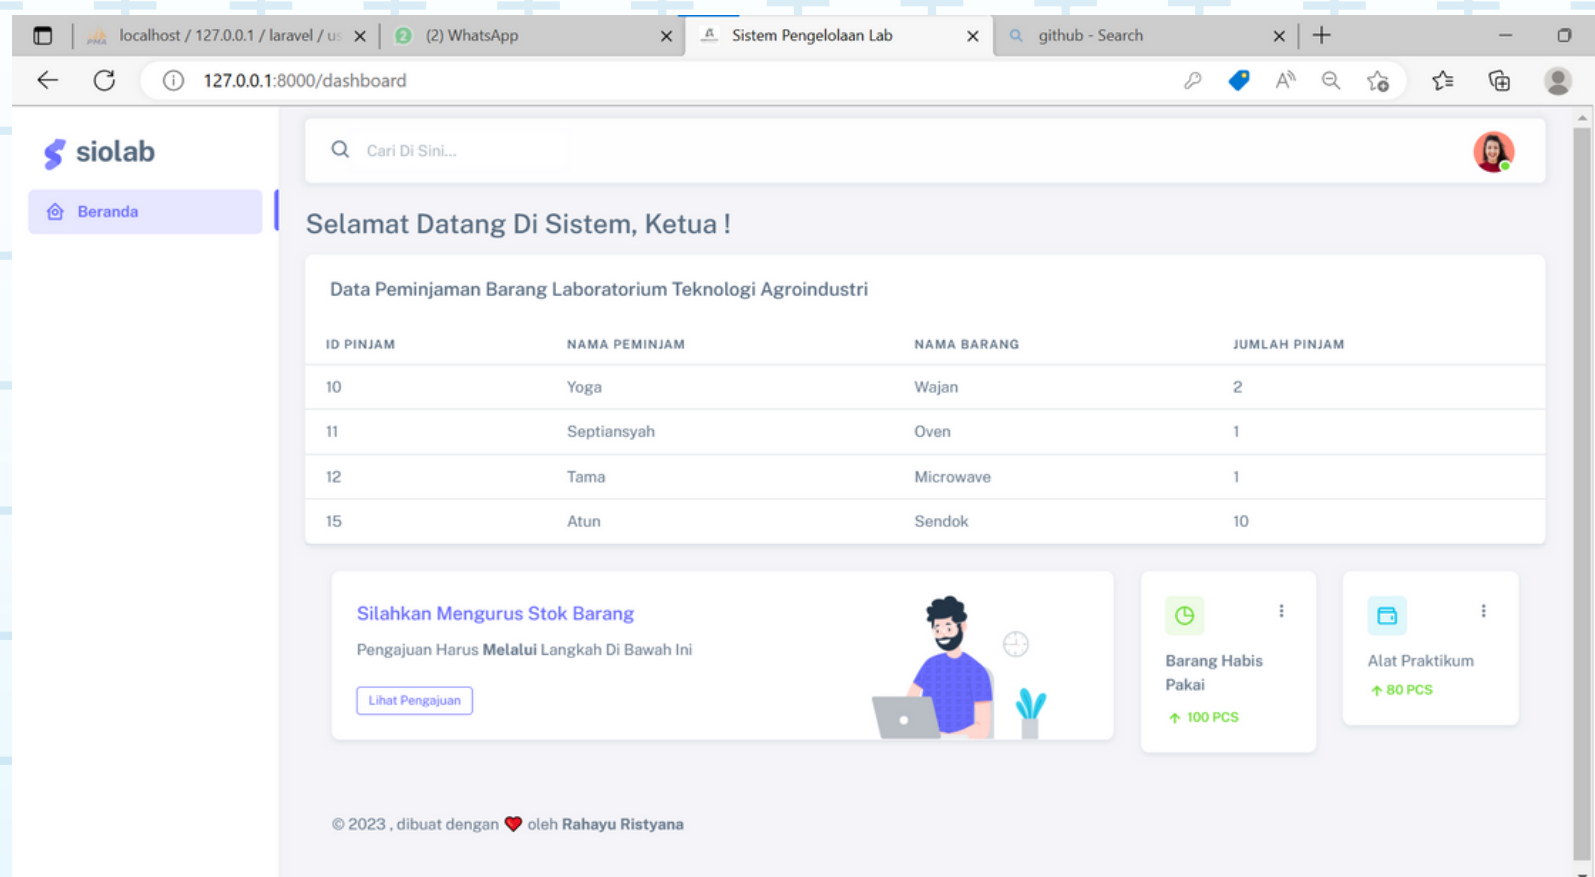 localhost / 127.0.0.1 / laravel / us
2 (2) WhatsApp
Sistem Pengelolaan Lab
github - Search
127.0.0.1:8000/dashboard
siolab
Cari Di Sini...
Beranda
Selamat Datang Di Sistem, Ketua !
Data Peminjaman Barang Laboratorium Teknologi Agroindustri
ID PINJAM NAMA PEMINJAM NAMA BARANG JUMLAH PINJAM
10 Yoga Wajan 2
11 Septiansyah Oven 1
12 Tama Microwave 1
15 Atun Sendok 10
Silahkan Mengurus Stok Barang
Pengajuan Harus Melalui Langkah Di Bawah Ini
Lihat Pengajuan
Barang Habis
Pakai
100 PCS
Alat Praktikum
80 PCS
© 2023 , dibuat dengan ❤ oleh Rahayu Ristyana